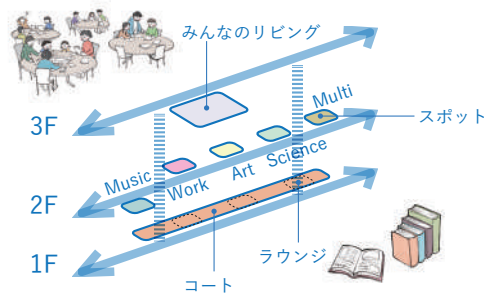 みんなのリビング
3F
Multi
スポット
Science
Art
Work
Music
2F
ラウンジ
1F
コート